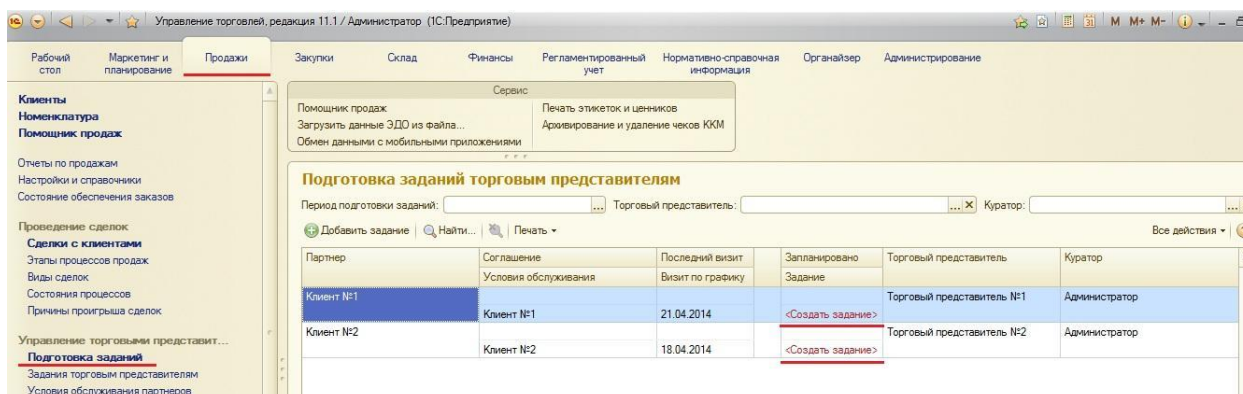 Управление торговлей, редакция 11.1 / Администратор (1С:Предприятие)
M M+ M-
Рабочий стол
Маркетинг и планирование
Продажи
Закупки
Склад
Финансы
Регламентированный учет
Нормативно-справочная информация
Органайзер
Администрирование
Клиенты
Номенклатура
Помощник продаж
Отчеты по продажам
Настройки и справочники
Состояние обеспечения заказов
Проведение сделок
Сделки с клиентами
Этапы процессов продаж
Виды сделок
Состояния процессов
Причины проигрыша сделок
Управление торговыми представит...
Подготовка заданий
Задания торговым представителям
Условия обслуживания партнеров
Сервис
Помощник продаж
Печать этикеток и ценников
Загрузить данные ЭДО из файла...
Архивирование и удаление чеков ККМ
Обмен данными с мобильными приложениями
Подготовка заданий торговым представителям
Период подготовки заданий: ... Торговый представитель: ... X Куратор: ...
Добавить задание Найти... Печать Все действия
Партнер Соглашение Последний визит Запланировано Торговый представитель Куратор
Условия обслуживания Визит по графику Задание
Клиент №1 Торговый представитель №1 Администратор
Клиент №1 21.04.2014 <Создать задание>
Клиент №2 Торговый представитель №2 Администратор
Клиент №2 18.04.2014 <Создать задание>